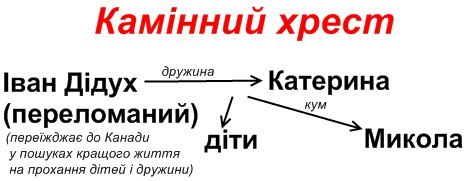 Камінний хрест
Іван Дідух
дружина
Катерина
(переломаний)
кум
(переїжджає до Канади
у пошуках кращого життя
на прохання дітей і дружини)
діти
Микола